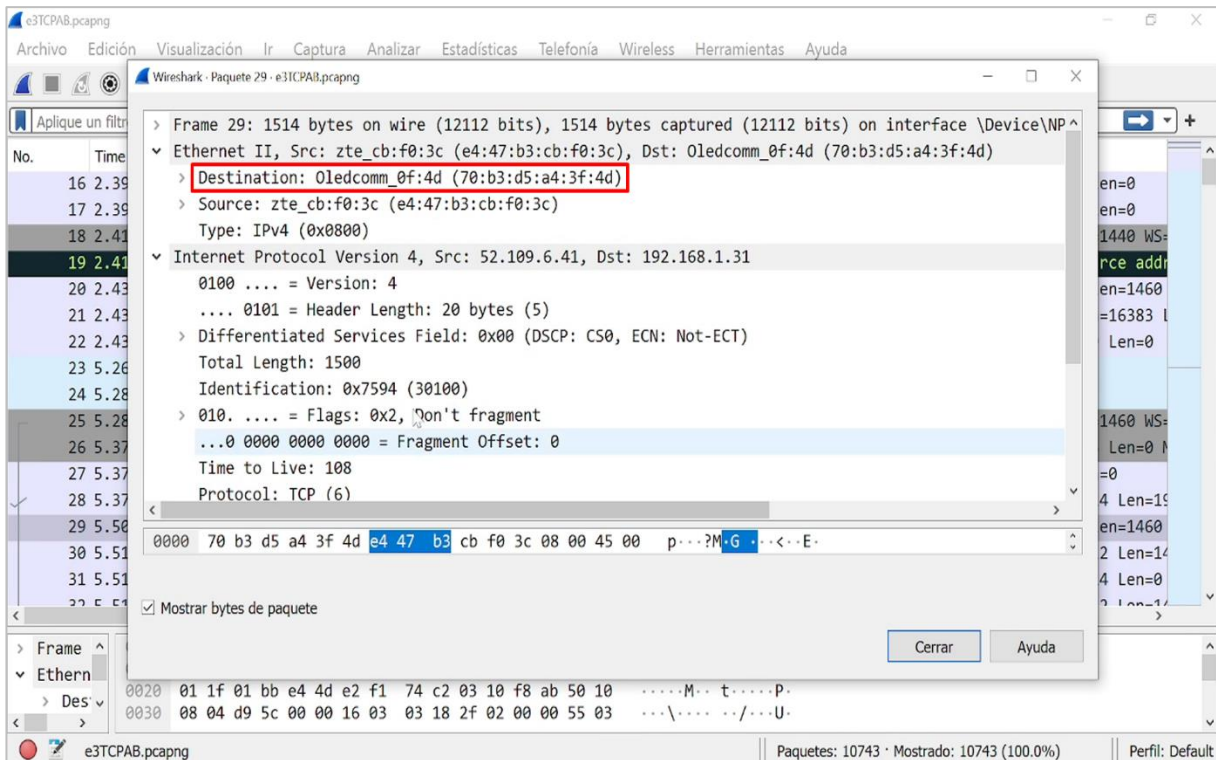 e3TCPAB.pcapng
Archivo Edición Visualización Ir Captura Analizar Estadísticas Telefonía Wireless Herramientas Ayuda
Wireshark · Paquete 29 · e3TCPAB.pcapng
Aplique un filtr
No. Time
16 2.39
17 2.39
18 2.41
19 2.41
20 2.43
21 2.43
22 2.43
23 5.26
24 5.28
25 5.28
26 5.37
27 5.37
28 5.37
29 5.50
30 5.51
31 5.51
Frame 29: 1514 bytes on wire (12112 bits), 1514 bytes captured (12112 bits) on interface \Device\NP
Ethernet II, Src: zte_cb:f0:3c (e4:47:b3:cb:f0:3c), Dst: Oledcomm_0f:4d (70:b3:d5:a4:3f:4d)
Destination: Oledcomm_0f:4d (70:b3:d5:a4:3f:4d)
Source: zte_cb:f0:3c (e4:47:b3:cb:f0:3c)
Type: IPv4 (0x0800)
Internet Protocol Version 4, Src: 52.109.6.41, Dst: 192.168.1.31
0100 .... = Version: 4
.... 0101 = Header Length: 20 bytes (5)
Differentiated Services Field: 0x00 (DSCP: CS0, ECN: Not-ECT)
Total Length: 1500
Identification: 0x7594 (30100)
010. .... = Flags: 0x2, Don't fragment
...0 0000 0000 0000 = Fragment Offset: 0
Time to Live: 108
Protocol: TCP (6)
0000 70 b3 d5 a4 3f 4d e4 47 b3 cb f0 3c 08 00 45 00 p···?M·G ···<··E·
Mostrar bytes de paquete
Cerrar Ayuda
en=0
en=0
1440 WS=
rce addr
en=1460
=16383 L
Len=0
1460 WS=
Len=0 M
=0
4 Len=19
en=1460
2 Len=14
4 Len=0
Frame
Ethern
Des
0020 01 1f 01 bb e4 4d e2 f1 74 c2 03 10 f8 ab 50 10 ·····M·· t·····P·
0030 08 04 d9 5c 00 00 16 03 03 18 2f 02 00 00 55 03 ···\···· ··/···U·
e3TCPAB.pcapng
Paquetes: 10743 · Mostrado: 10743 (100.0%)
Perfil: Default